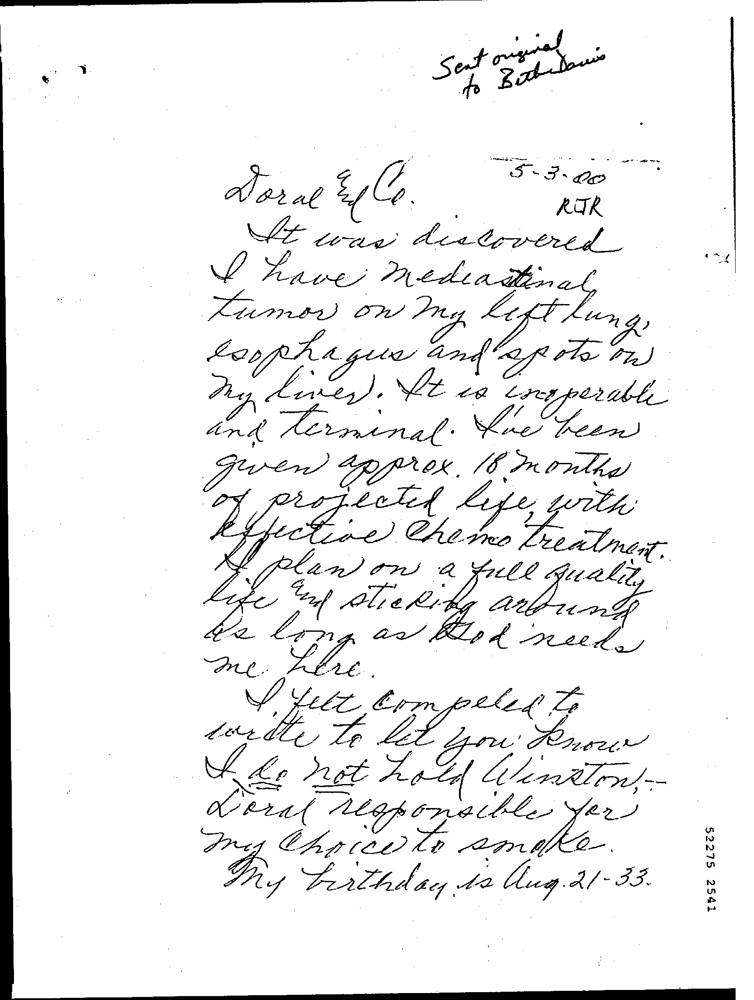 Sent original
to Beth Davis
5-3-00
Doral and Co.
RJR
It was discovered
I have mediastinal
tumor on my left lung,
esophagus and spots on
my liver. It is inoperable
and terminal. I've been
given approx. 18 months
of projected life, with
effective chemo treatment.
I plan on a full quality
life and sticking around
as long as God needs
me here.
I felt compeled to
write to let you know
I do not hold Winston, -
Doral responsible for
my choice to smoke.
My birthday is Aug. 21-33.
52275 2541